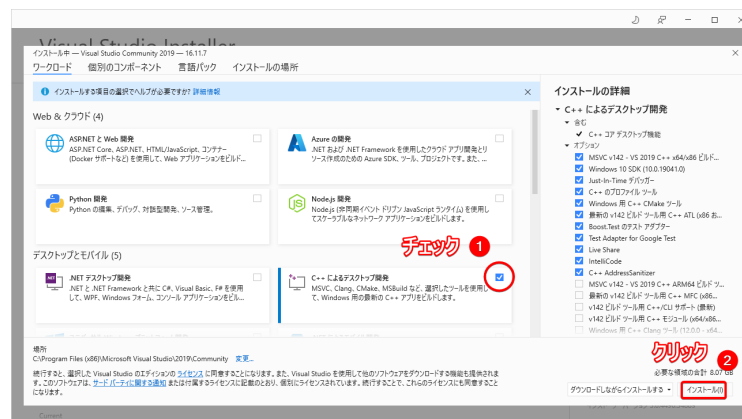 Visual Studio Installer
インストール中 — Visual Studio Community 2019 — 16.11.7
ワークロード 個別のコンポーネント 言語パック インストールの場所
インストールする項目の選択でヘルプが必要ですか? 詳細情報
Web & クラウド (4)
ASP.NET と Web 開発
ASP.NET Core、ASP.NET、HTML/JavaScript、コンテナー
(Docker サポートなど) を使用して、Web アプリケーションをビルド...
Azure の開発
.NET および .NET Framework を使用したクラウド アプリ開発とリ
ソース作成のための Azure SDK、ツール、プロジェクトです。また、...
Python 開発
Python の編集、デバッグ、対話型開発、ソース管理。
Node.js 開発
Node.js (非同期イベント ドリブン JavaScript ランタイム) を使用し
てスケーラブルなネットワーク アプリケーションをビルドします。
チェック 1
デスクトップとモバイル (5)
.NET デスクトップ開発
.NET と .NET Framework と共に C#、Visual Basic、F# を使用
して、WPF、Windows フォーム、コンソール アプリケーションをビル...
C++ によるデスクトップ開発
MSVC、Clang、CMake、MSBuild など、選択したツールを使用し
て、Windows 用の最新の C++ アプリをビルドします。
インストールの詳細
C++ によるデスクトップ開発
含む
C++ コア デスクトップ機能
オプション
MSVC v142 - VS 2019 C++ x64/x86 ビルド...
Windows 10 SDK (10.0.19041.0)
Just-In-Time デバッガー
C++ のプロファイル ツール
Windows 用 C++ CMake ツール
最新の v142 ビルド ツール用 C++ ATL (x86 お...
Boost.Test のテスト アダプター
Test Adapter for Google Test
Live Share
IntelliCode
C++ AddressSanitizer
MSVC v142 - VS 2019 C++ ARM64 ビルド ツ...
最新の v142 ビルド ツール用 C++ MFC (x86...
v142 ビルド ツール用 C++/CLI サポート (最新)
v142 ビルド ツール用 C++ モジュール (x64/x86...
Windows 用 C++ Clang ツール (12.0.0 - x64...
場所
C:\Program Files (x86)\Microsoft Visual Studio\2019\Community 変更...
続行すると、選択した Visual Studio のエディションの ライセンス に同意することになります。また、Visual Studio を使用して他のソフトウェアをダウンロードする機能も提供されま
す。このソフトウェアは、サード パーティに関する通知 または付属するライセンスに記載のとおり、個別にライセンスされています。続行することで、これらのライセンスにも同意すること
になります。
クリック 2
必要な領域の合計 8.07 GB
ダウンロードしながらインストールする インストール(I)